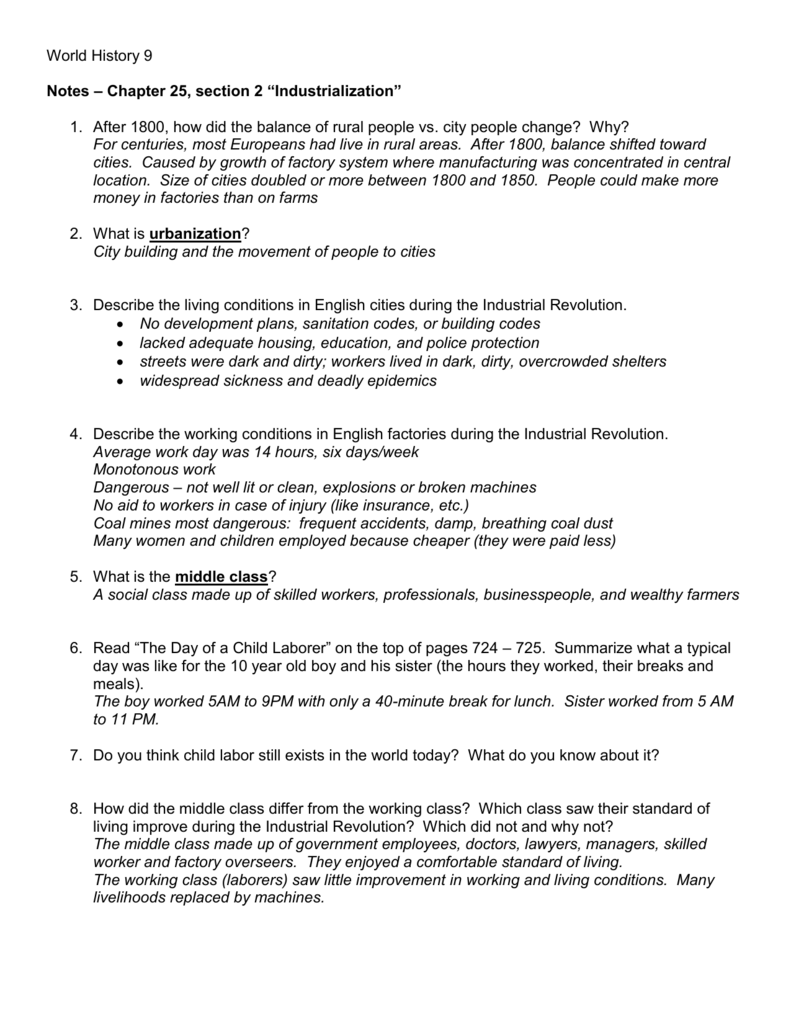 World History 9
Notes – Chapter 25, section 2 “Industrialization”
1. After 1800, how did the balance of rural people vs. city people change? Why?
For centuries, most Europeans had live in rural areas. After 1800, balance shifted toward
cities. Caused by growth of factory system where manufacturing was concentrated in central
location. Size of cities doubled or more between 1800 and 1850. People could make more
money in factories than on farms
2. What is urbanization?
City building and the movement of people to cities
3. Describe the living conditions in English cities during the Industrial Revolution.
• No development plans, sanitation codes, or building codes
• lacked adequate housing, education, and police protection
• streets were dark and dirty; workers lived in dark, dirty, overcrowded shelters
• widespread sickness and deadly epidemics
4. Describe the working conditions in English factories during the Industrial Revolution.
Average work day was 14 hours, six days/week
Monotonous work
Dangerous – not well lit or clean, explosions or broken machines
No aid to workers in case of injury (like insurance, etc.)
Coal mines most dangerous: frequent accidents, damp, breathing coal dust
Many women and children employed because cheaper (they were paid less)
5. What is the middle class?
A social class made up of skilled workers, professionals, businesspeople, and wealthy farmers
6. Read “The Day of a Child Laborer” on the top of pages 724 – 725. Summarize what a typical
day was like for the 10 year old boy and his sister (the hours they worked, their breaks and
meals).
The boy worked 5AM to 9PM with only a 40-minute break for lunch. Sister worked from 5 AM
to 11 PM.
7. Do you think child labor still exists in the world today? What do you know about it?
8. How did the middle class differ from the working class? Which class saw their standard of
living improve during the Industrial Revolution? Which did not and why not?
The middle class made up of government employees, doctors, lawyers, managers, skilled
worker and factory overseers. They enjoyed a comfortable standard of living.
The working class (laborers) saw little improvement in working and living conditions. Many
livelihoods replaced by machines.